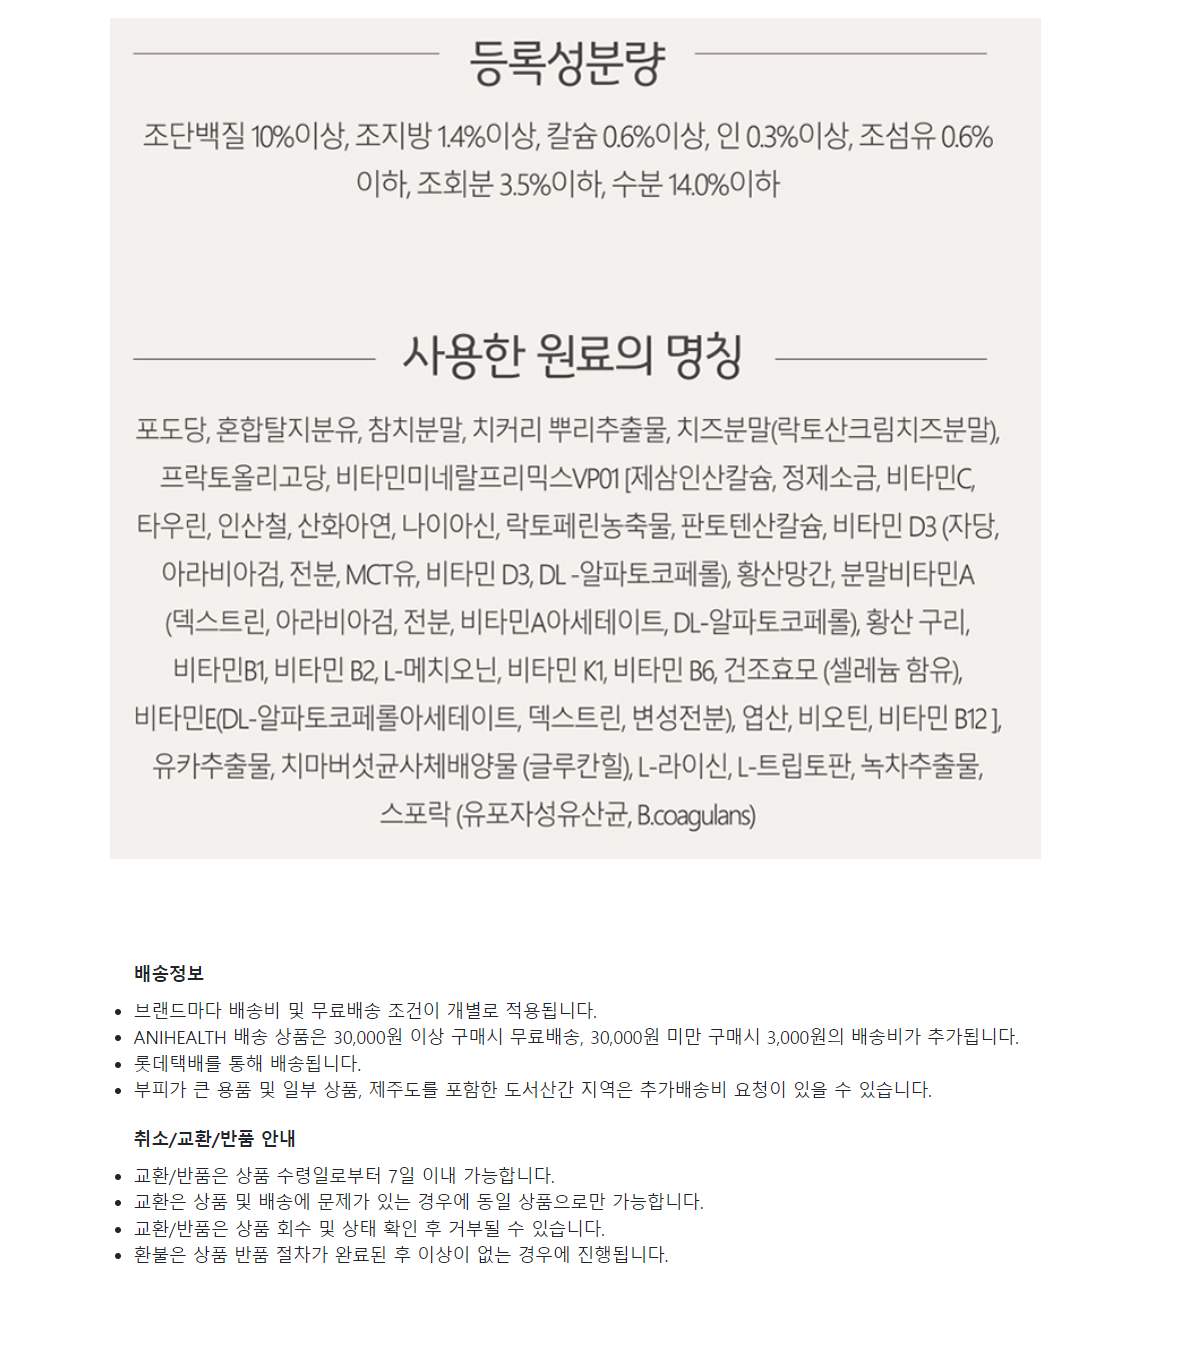 등록성분량
조단백질 10%이상, 조지방 1.4%이상, 칼슘 0.6%이상, 인 0.3%이상, 조섬유 0.6%
이하, 조회분 3.5%이하, 수분 14.0%이하
사용한 원료의 명칭
포도당, 혼합탈지분유, 참치분말, 치커리 뿌리추출물, 치즈분말(락토산크림치즈분말),
프락토올리고당, 비타민미네랄프리믹스VP01 [제삼인산칼슘, 정제소금, 비타민C,
타우린, 인산철, 산화아연, 나이아신, 락토페린농축물, 판토텐산칼슘, 비타민 D3 (자당,
아라비아검, 전분, MCT유, 비타민 D3, DL -알파토코페롤), 황산망간, 분말비타민A
(덱스트린, 아라비아검, 전분, 비타민A아세테이트, DL-알파토코페롤), 황산 구리,
비타민B1, 비타민 B2, L-메치오닌, 비타민 K1, 비타민 B6, 건조효모 (셀레늄 함유),
비타민E(DL-알파토코페롤아세테이트, 덱스트린, 변성전분), 엽산, 비오틴, 비타민 B12 ],
유카추출물, 치마버섯균사체배양물 (글루칸힐), L-라이신, L-트립토판, 녹차추출물,
스포락 (유포자성유산균, B.coagulans)
배송정보
• 브랜드마다 배송비 및 무료배송 조건이 개별로 적용됩니다.
• ANIHEALTH 배송 상품은 30,000원 이상 구매시 무료배송, 30,000원 미만 구매시 3,000원의 배송비가 추가됩니다.
• 롯데택배를 통해 배송됩니다.
• 부피가 큰 용품 및 일부 상품, 제주도를 포함한 도서산간 지역은 추가배송비 요청이 있을 수 있습니다.
취소/교환/반품 안내
• 교환/반품은 상품 수령일로부터 7일 이내 가능합니다.
• 교환은 상품 및 배송에 문제가 있는 경우에 동일 상품으로만 가능합니다.
• 교환/반품은 상품 회수 및 상태 확인 후 거부될 수 있습니다.
• 환불은 상품 반품 절차가 완료된 후 이상이 없는 경우에 진행됩니다.